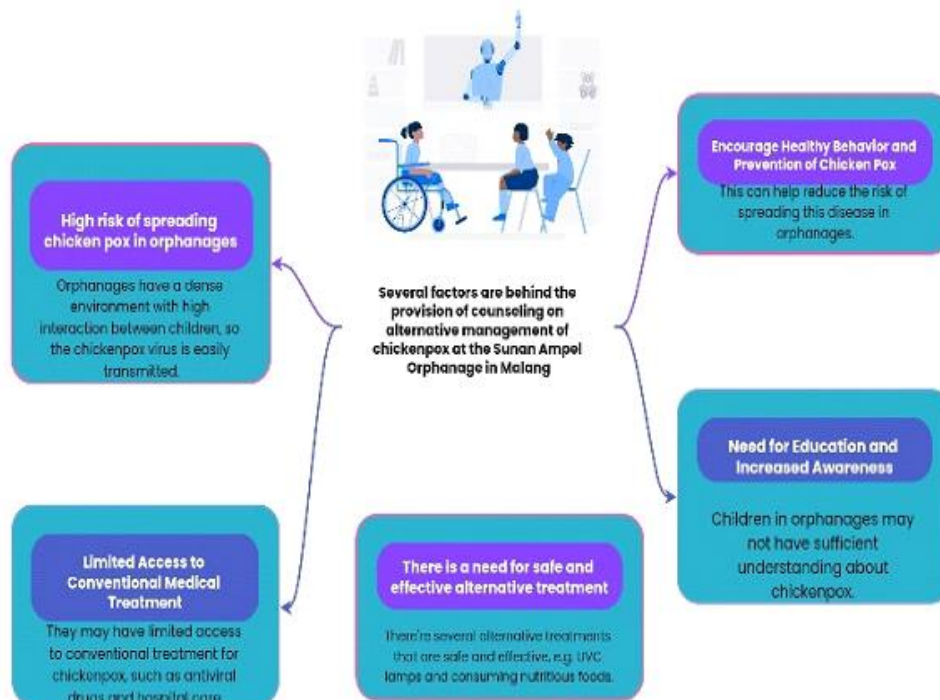 Several factors are behind the
provision of counseling on
alternative management of
chickenpox at the Sunan Ampel
Orphanage in Malang
High risk of spreading
chicken pox in orphanages
Orphanages have a dense
environment with high
interaction between children, so
the chickenpox virus is easily
transmitted.
Limited Access to
Conventional Medical
Treatment
They may have limited access
to conventional treatment for
chickenpox, such as antiviral
drugs and hospital care
There is a need for safe and
effective alternative treatment
There're several alternative treatments
that are safe and effective, e.g. UVC
lamps and consuming nutritious foods.
Encourage Healthy Behavior and
Prevention of Chicken Pox
This can help reduce the risk of
spreading this disease in
orphanages.
Need for Education and
Increased Awareness
Children in orphanages may
not have sufficient
understanding about
chickenpox.